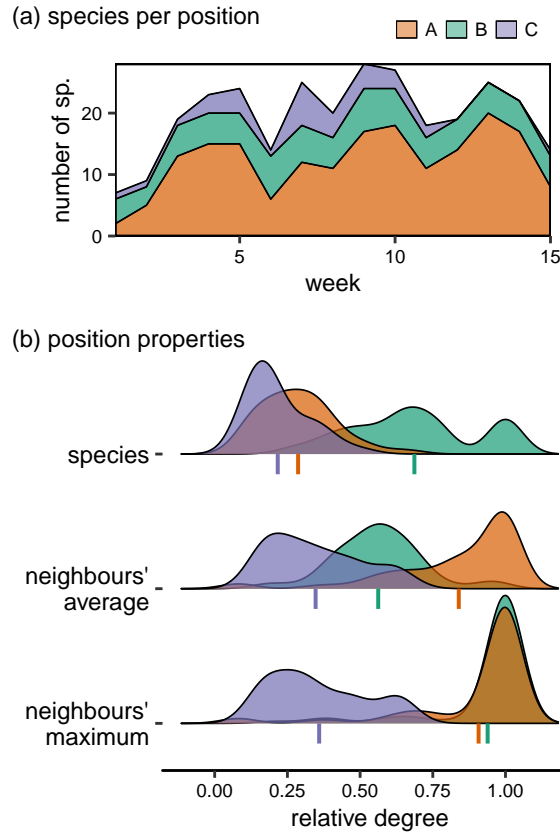 (a) species per position
A B C
number of sp.
20
10
0
5 10 15
week
(b) position properties
species
neighbours'
average
neighbours'
maximum
0.00 0.25 0.50 0.75 1.00
relative degree